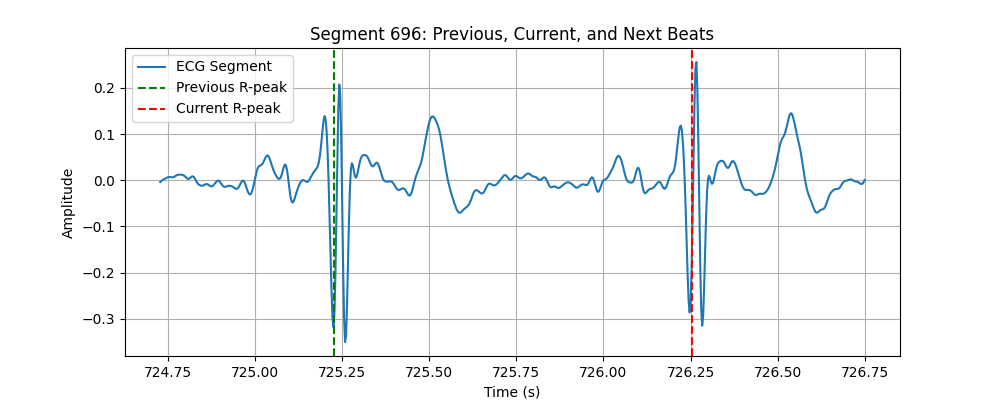 Segment 696: Previous, Current, and Next Beats
ECG Segment
Previous R-peak
Current R-peak
Amplitude
0.2
0.1
0.0
−0.1
−0.2
−0.3
724.75 725.00 725.25 725.50 725.75 726.00 726.25 726.50 726.75
Time (s)